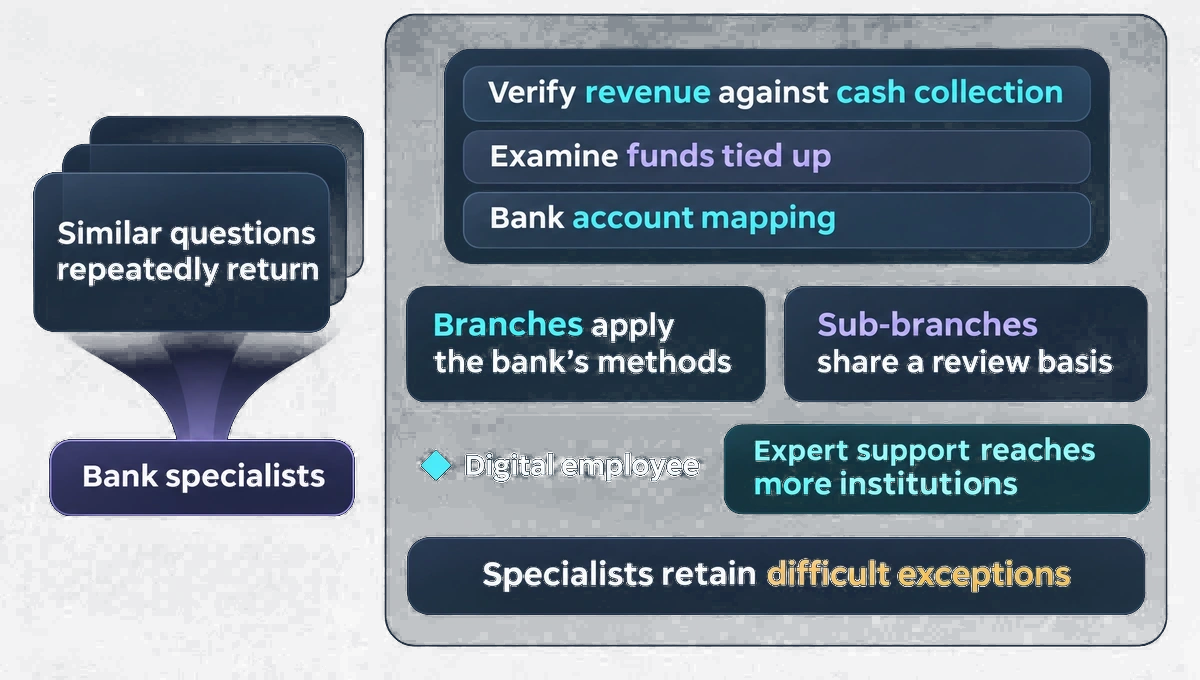 Similar questions
repeatedly return
Bank specialists
Verify revenue against cash collection
Examine funds tied up
Bank account mapping
Branches apply
the bank’s methods
Sub-branches
share a review basis
Digital employee
Expert support reaches
more institutions
Specialists retain difficult exceptions